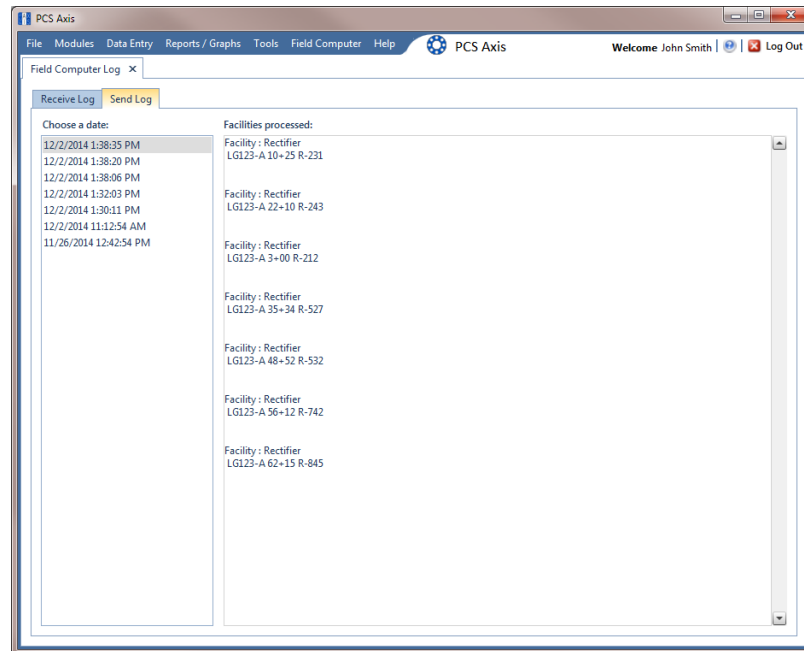 PCS Axis
File Modules Data Entry Reports / Graphs Tools Field Computer Help PCS Axis Welcome John Smith | Log Out
Field Computer Log X
Receive Log Send Log
Choose a date: Facilities processed:
12/2/2014 1:38:35 PM
12/2/2014 1:38:20 PM
12/2/2014 1:38:06 PM
12/2/2014 1:32:03 PM
12/2/2014 1:30:11 PM
12/2/2014 11:12:54 AM
11/26/2014 12:42:54 PM
Facility : Rectifier
LG123-A 10+25 R-231
Facility : Rectifier
LG123-A 22+10 R-243
Facility : Rectifier
LG123-A 3+00 R-212
Facility : Rectifier
LG123-A 35+34 R-527
Facility : Rectifier
LG123-A 48+52 R-532
Facility : Rectifier
LG123-A 56+12 R-742
Facility : Rectifier
LG123-A 62+15 R-845